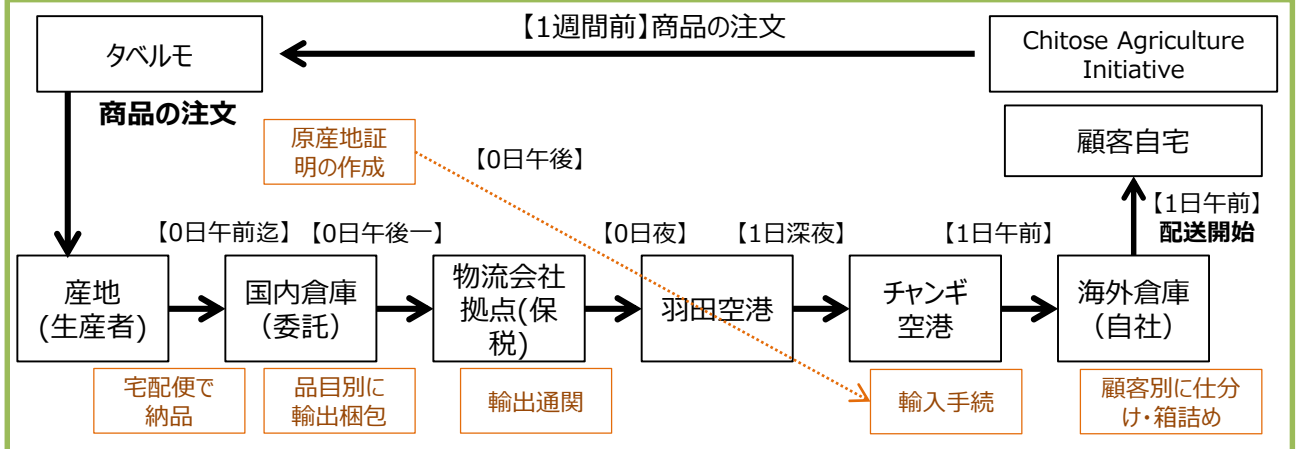 タベルモ
【1週間前】商品の注文
Chitose Agriculture
Initiative
商品の注文
原産地証
明の作成
【0日午後】
顧客自宅
【1日午前】
配送開始
【0日午前迄】
【0日午後一】
【0日夜】
【1日深夜】
【1日午前】
産地
(生産者)
国内倉庫
（委託）
物流会社
拠点(保
税)
羽田空港
チャンギ
空港
海外倉庫
（自社）
宅配便で
納品
品目別に
輸出梱包
輸出通関
輸入手続
顧客別に仕分
け・箱詰め